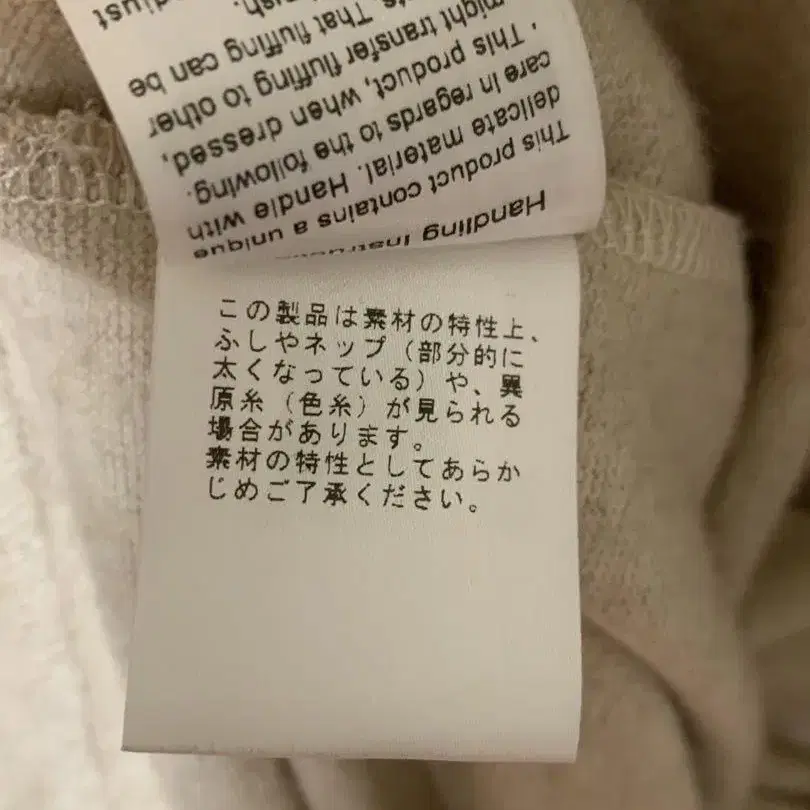 Handling
This product contains a unique
delicate material. Handle with
care in regards to the following.
・This product, when dressed,
might transfer fluffing to other
That fluffing can be
この製品は素材の特性上、
ふしやネップ（部分的に
太くなっている）や、異
原糸（色糸）が見られる
場合があります。
素材の特性としてあらか
じめご了承ください。